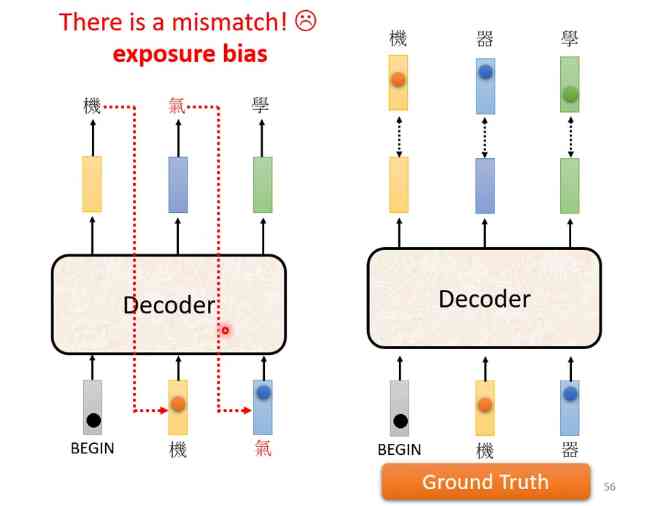 There is a mismatch! ☹
exposure bias
機 氣 學
Decoder
BEGIN 機 氣
機 器 學
Decoder
BEGIN 機 器
Ground Truth
56